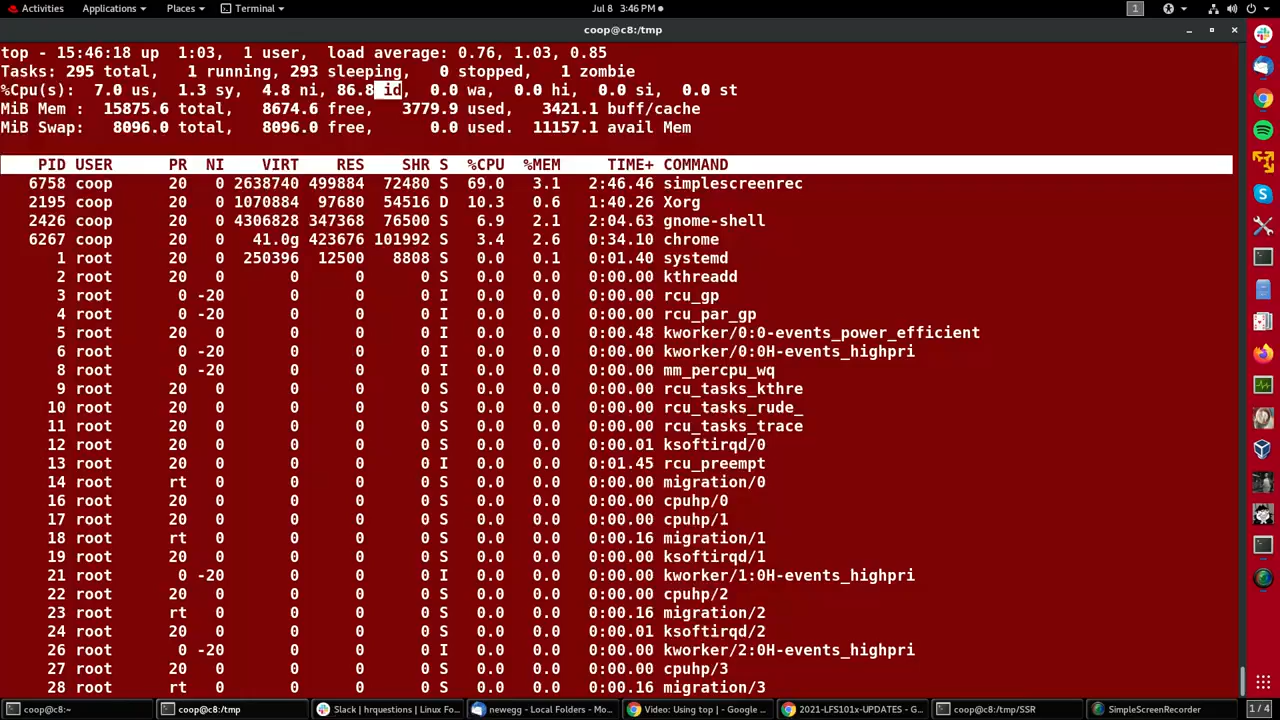 Activities Applications Places Terminal Jul 8 3:46 PM 1
coop@c8:/tmp
top - 15:46:18 up  1:03,  1 user,  load average: 0.76, 1.03, 0.85
Tasks: 295 total,   1 running, 293 sleeping,   0 stopped,   1 zombie
%Cpu(s):  7.0 us,  1.3 sy,  4.8 ni, 86.8 id,  0.0 wa,  0.0 hi,  0.0 si,  0.0 st
MiB Mem :  15875.6 total,   8674.6 free,   3779.9 used,   3421.1 buff/cache
MiB Swap:   8096.0 total,   8096.0 free,      0.0 used.  11157.1 avail Mem
PID USER PR NI VIRT RES SHR S %CPU %MEM TIME+ COMMAND
6758 coop 20 0 2638740 499884 72480 S 69.0 3.1 2:46.46 simplescreenrec
2195 coop 20 0 1070884 97680 54516 D 10.3 0.6 1:40.26 Xorg
2426 coop 20 0 4306828 347368 76500 S 6.9 2.1 2:04.63 gnome-shell
6267 coop 20 0 41.0g 423676 101992 S 3.4 2.6 0:34.10 chrome
1 root 20 0 250396 12500 8808 S 0.0 0.1 0:01.40 systemd
2 root 20 0 0 0 0 S 0.0 0.0 0:00.00 kthreadd
3 root 0 -20 0 0 0 I 0.0 0.0 0:00.00 rcu_gp
4 root 0 -20 0 0 0 I 0.0 0.0 0:00.00 rcu_par_gp
5 root 20 0 0 0 0 I 0.0 0.0 0:00.48 kworker/0:0-events_power_efficient
6 root 0 -20 0 0 0 I 0.0 0.0 0:00.00 kworker/0:0H-events_highpri
8 root 0 -20 0 0 0 I 0.0 0.0 0:00.00 mm_percpu_wq
9 root 20 0 0 0 0 S 0.0 0.0 0:00.00 rcu_tasks_kthre
10 root 20 0 0 0 0 S 0.0 0.0 0:00.00 rcu_tasks_rude_
11 root 20 0 0 0 0 S 0.0 0.0 0:00.00 rcu_tasks_trace
12 root 20 0 0 0 0 S 0.0 0.0 0:00.01 ksoftirqd/0
13 root 20 0 0 0 0 I 0.0 0.0 0:01.45 rcu_preempt
14 root rt 0 0 0 0 S 0.0 0.0 0:00.00 migration/0
16 root 20 0 0 0 0 S 0.0 0.0 0:00.00 cpuhp/0
17 root 20 0 0 0 0 S 0.0 0.0 0:00.00 cpuhp/1
18 root rt 0 0 0 0 S 0.0 0.0 0:00.16 migration/1
19 root 20 0 0 0 0 S 0.0 0.0 0:00.00 ksoftirqd/1
21 root 0 -20 0 0 0 I 0.0 0.0 0:00.00 kworker/1:0H-events_highpri
22 root 20 0 0 0 0 S 0.0 0.0 0:00.00 cpuhp/2
23 root rt 0 0 0 0 S 0.0 0.0 0:00.16 migration/2
24 root 20 0 0 0 0 S 0.0 0.0 0:00.01 ksoftirqd/2
26 root 0 -20 0 0 0 I 0.0 0.0 0:00.00 kworker/2:0H-events_highpri
27 root 20 0 0 0 0 S 0.0 0.0 0:00.00 cpuhp/3
28 root rt 0 0 0 0 S 0.0 0.0 0:00.16 migration/3
coop@c8:~ coop@c8:/tmp Slack | hrquestions | Linux Fo... newegg - Local Folders - Mo... Video: Using top | - Google ... 2021-LFS101x-UPDATES - G... coop@c8:/tmp/SSR SimpleScreenRecorder 1 / 4